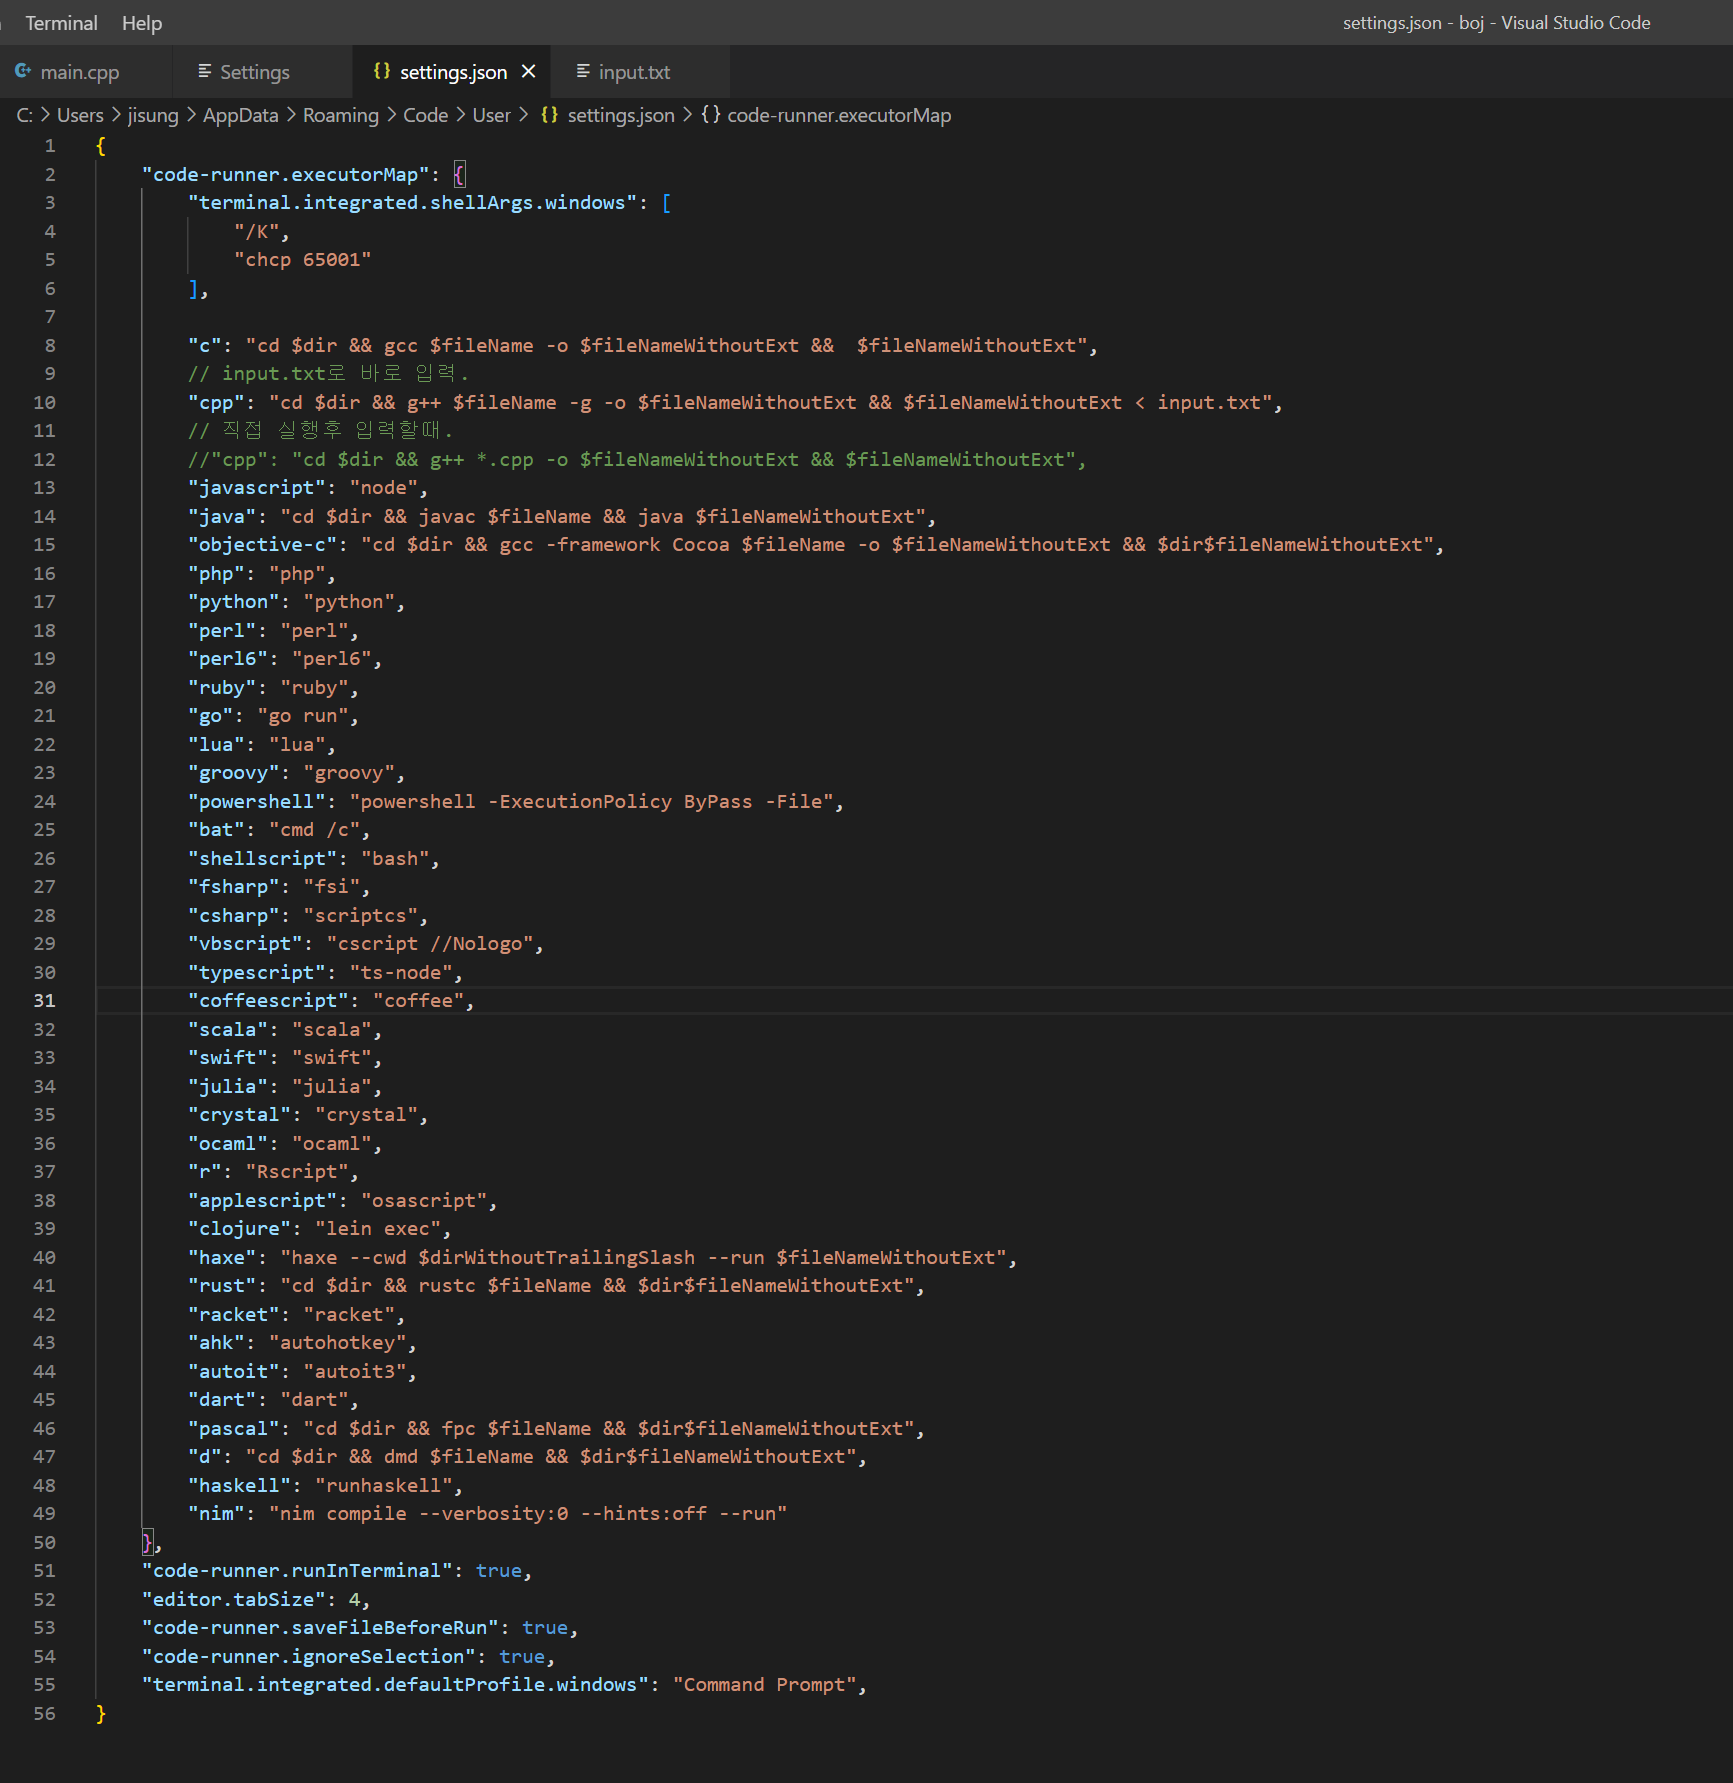 Terminal Help settings.json - boj - Visual Studio Code
main.cpp Settings settings.json input.txt
C: > Users > jisung > AppData > Roaming > Code > User > {} settings.json > {} code-runner.executorMap
1 {
2 "code-runner.executorMap": {
3 "terminal.integrated.shellArgs.windows": [
4 "/K",
5 "chcp 65001"
6 ],
7
8 "c": "cd $dir && gcc $fileName -o $fileNameWithoutExt &&  $fileNameWithoutExt",
9 // input.txt로 바로 입력.
10 "cpp": "cd $dir && g++ $fileName -g -o $fileNameWithoutExt && $fileNameWithoutExt < input.txt",
11 // 직접 실행후 입력할때.
12 //"cpp": "cd $dir && g++ *.cpp -o $fileNameWithoutExt && $fileNameWithoutExt",
13 "javascript": "node",
14 "java": "cd $dir && javac $fileName && java $fileNameWithoutExt",
15 "objective-c": "cd $dir && gcc -framework Cocoa $fileName -o $fileNameWithoutExt && $dir$fileNameWithoutExt",
16 "php": "php",
17 "python": "python",
18 "perl": "perl",
19 "perl6": "perl6",
20 "ruby": "ruby",
21 "go": "go run",
22 "lua": "lua",
23 "groovy": "groovy",
24 "powershell": "powershell -ExecutionPolicy ByPass -File",
25 "bat": "cmd /c",
26 "shellscript": "bash",
27 "fsharp": "fsi",
28 "csharp": "scriptcs",
29 "vbscript": "cscript //Nologo",
30 "typescript": "ts-node",
31 "coffeescript": "coffee",
32 "scala": "scala",
33 "swift": "swift",
34 "julia": "julia",
35 "crystal": "crystal",
36 "ocaml": "ocaml",
37 "r": "Rscript",
38 "applescript": "osascript",
39 "clojure": "lein exec",
40 "haxe": "haxe --cwd $dirWithoutTrailingSlash --run $fileNameWithoutExt",
41 "rust": "cd $dir && rustc $fileName && $dir$fileNameWithoutExt",
42 "racket": "racket",
43 "ahk": "autohotkey",
44 "autoit": "autoit3",
45 "dart": "dart",
46 "pascal": "cd $dir && fpc $fileName && $dir$fileNameWithoutExt",
47 "d": "cd $dir && dmd $fileName && $dir$fileNameWithoutExt",
48 "haskell": "runhaskell",
49 "nim": "nim compile --verbosity:0 --hints:off --run"
50 },
51 "code-runner.runInTerminal": true,
52 "editor.tabSize": 4,
53 "code-runner.saveFileBeforeRun": true,
54 "code-runner.ignoreSelection": true,
55 "terminal.integrated.defaultProfile.windows": "Command Prompt",
56 }